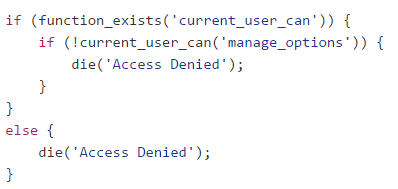 if (function_exists('current_user_can')) {
    if (!current_user_can('manage_options')) {
        die('Access Denied');
    }
}
else {
    die('Access Denied');
}